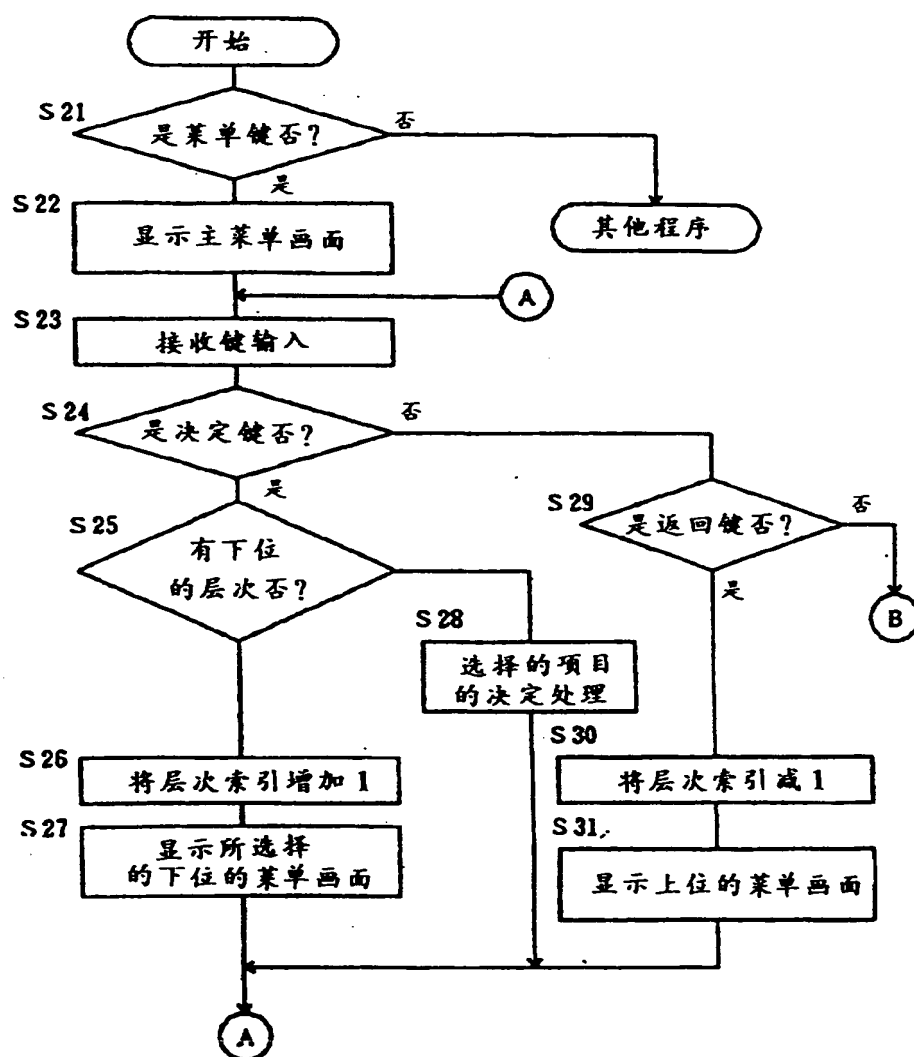 开始
S21
是菜单键否?
否
是
S22
显示主菜单画面
其他程序
A
S23
接收键输入
S24
是决定键否?
否
是
S29
是返回键否?
否
是
S25
有下位
的层次否?
B
S28
选择的项目
的决定处理
S26
将层次索引增加1
S30
将层次索引减1
S27
显示所选择
的下位的菜单画面
S31
显示上位的菜单画面
A